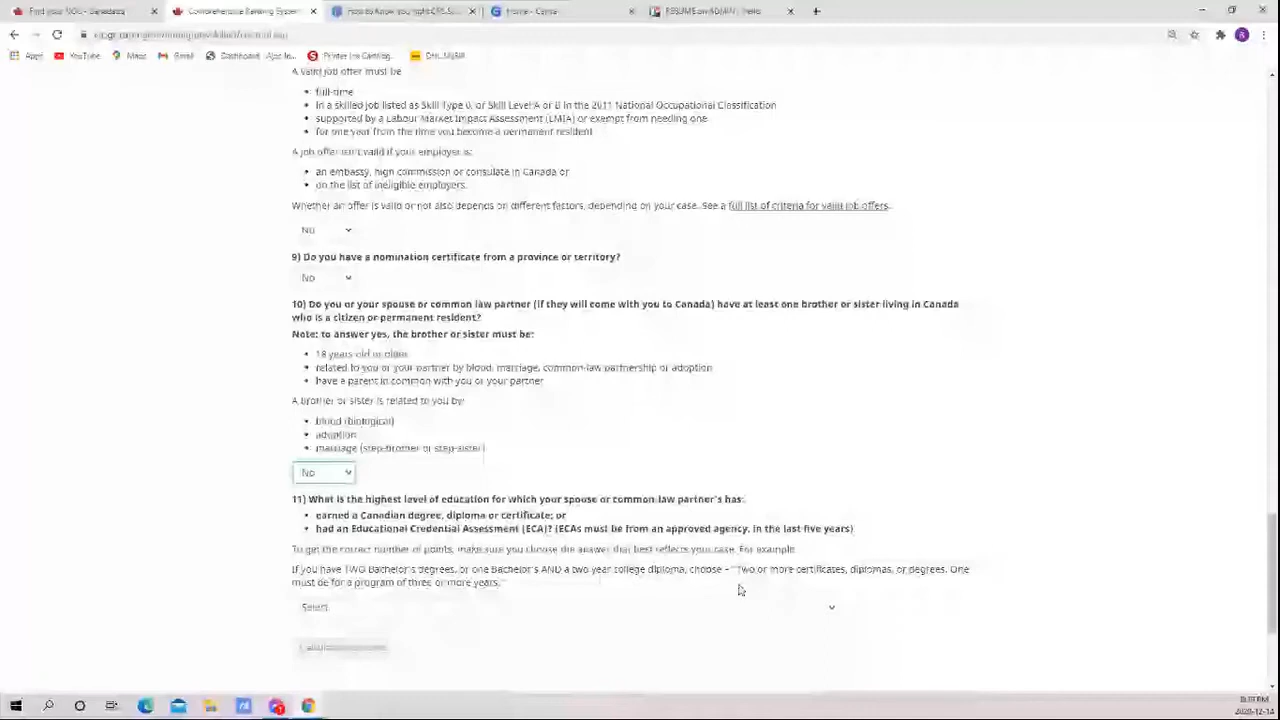 Comprehensive Ranking System
YouTube Maps Gmail
A valid job offer must be
full-time
in a skilled job listed as Skill Type 0, or Skill Level A or B in the 2011 National Occupational Classification
supported by a Labour Market Impact Assessment (LMIA) or exempt from needing one
for one year from the time you become a permanent resident
A job offer isn't valid if your employer is:
an embassy, high commission or consulate in Canada or
on the list of ineligible employers.
Whether an offer is valid or not also depends on different factors, depending on your case. See a full list of criteria for valid job offers.
No
9) Do you have a nomination certificate from a province or territory?
No
10) Do you or your spouse or common law partner (if they will come with you to Canada) have at least one brother or sister living in Canada
who is a citizen or permanent resident?
Note: to answer yes, the brother or sister must be:
18 years old or older
related to you or your partner by blood, marriage, common-law partnership or adoption
have a parent in common with you or your partner
A brother or sister is related to you by:
blood (biological)
adoption
marriage (step-brother or step-sister)
No
11) What is the highest level of education for which your spouse or common-law partner's has:
earned a Canadian degree, diploma or certificate; or
had an Educational Credential Assessment (ECA)? (ECAs must be from an approved agency, in the last five years)
To get the correct number of points, make sure you choose the answer that best reflects your case. For example:
If you have TWO Bachelor's degrees, or one Bachelor's AND a two year college diploma, choose – "Two or more certificates, diplomas, or degrees. One
must be for a program of three or more years."
Select
2020-12-14